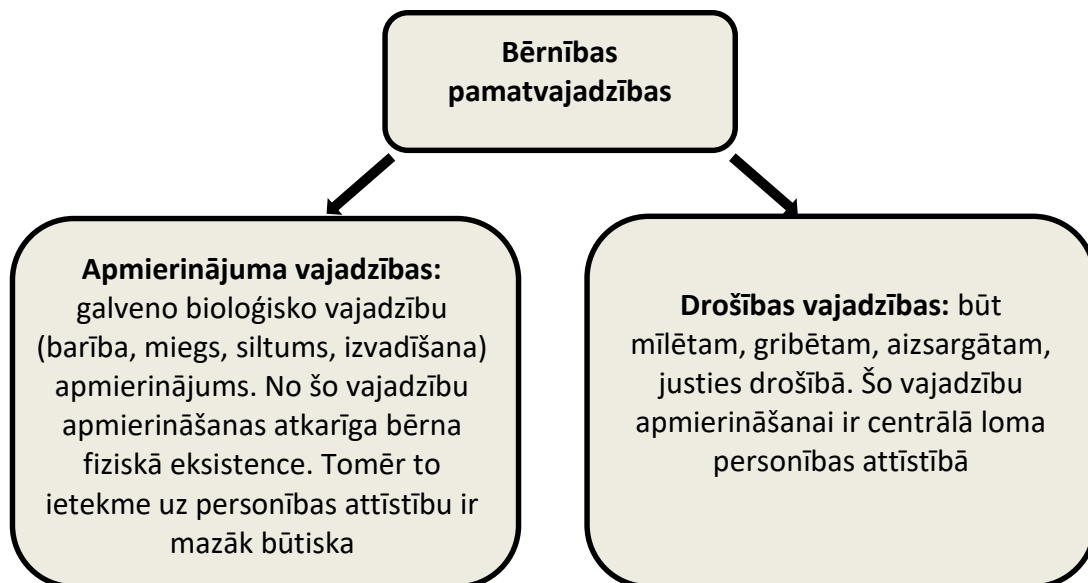 Bērnības
pamatvajadzības
Apmierinājuma vajadzības:
galveno bioloģisko vajadzību
(barība, miegs, siltums, izvadīšana)
apmierinājums. No šo vajadzību
apmierināšanas atkarīga bērna
fiziskā eksistence. Tomēr to
ietekme uz personības attīstību ir
mazāk būtiska
Drošības vajadzības: būt
mīlētam, gribētam, aizsargātam,
justies drošībā. Šo vajadzību
apmierināšanai ir centrālā loma
personības attīstībā